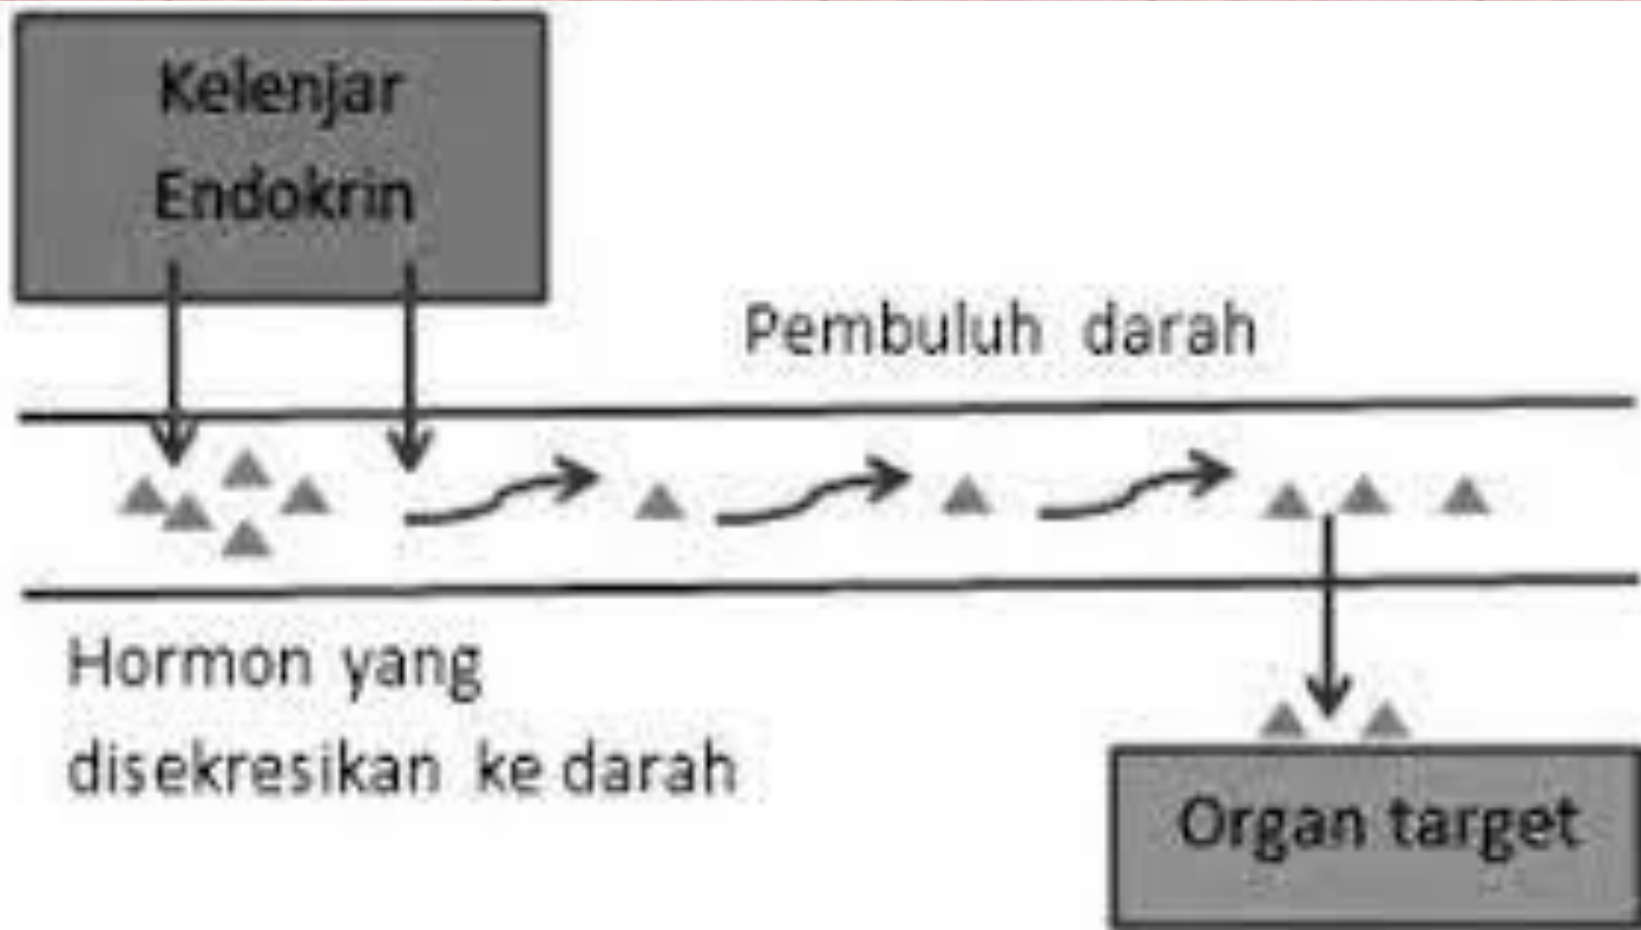 Kelenjar
Endokrin
Pembuluh darah
Hormon yang
disekresikan ke darah
Organ target